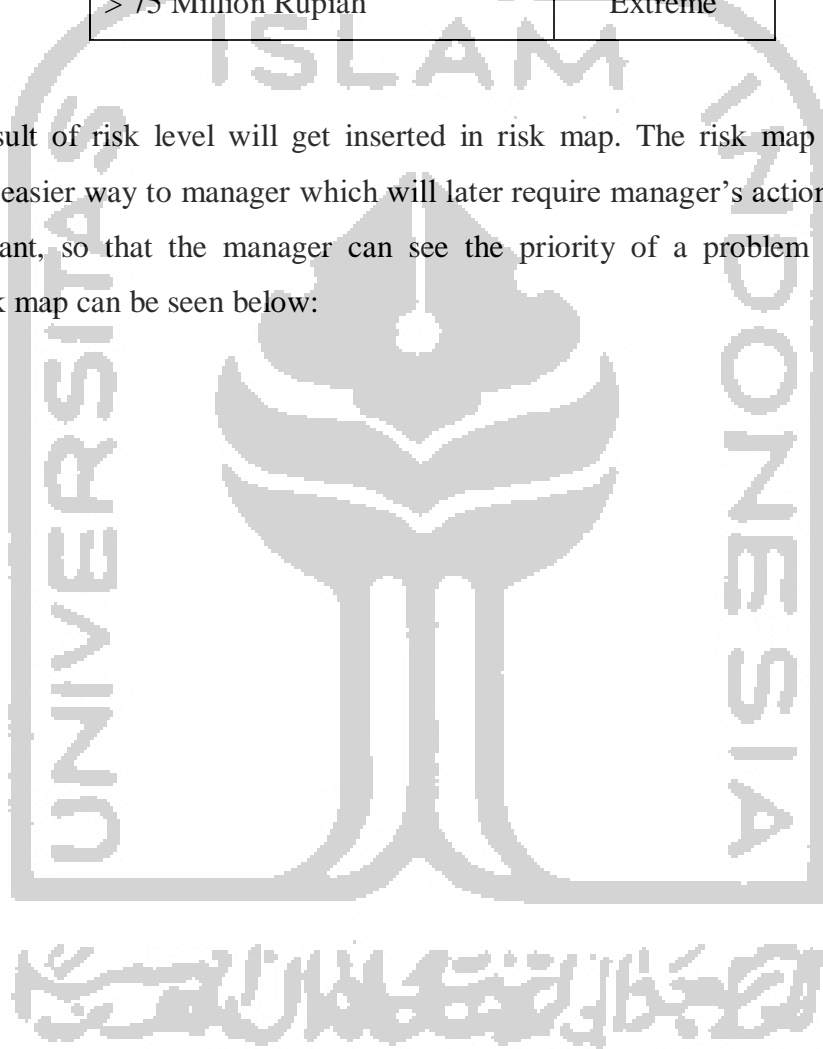 > 75 Million Rupiah Extreme
ISLAM
sult of risk level will get inserted in risk map. The risk map
easier way to manager which will later require manager’s action
ant, so that the manager can see the priority of a problem
k map can be seen below:
UNIVERSITAS
INDONESIA